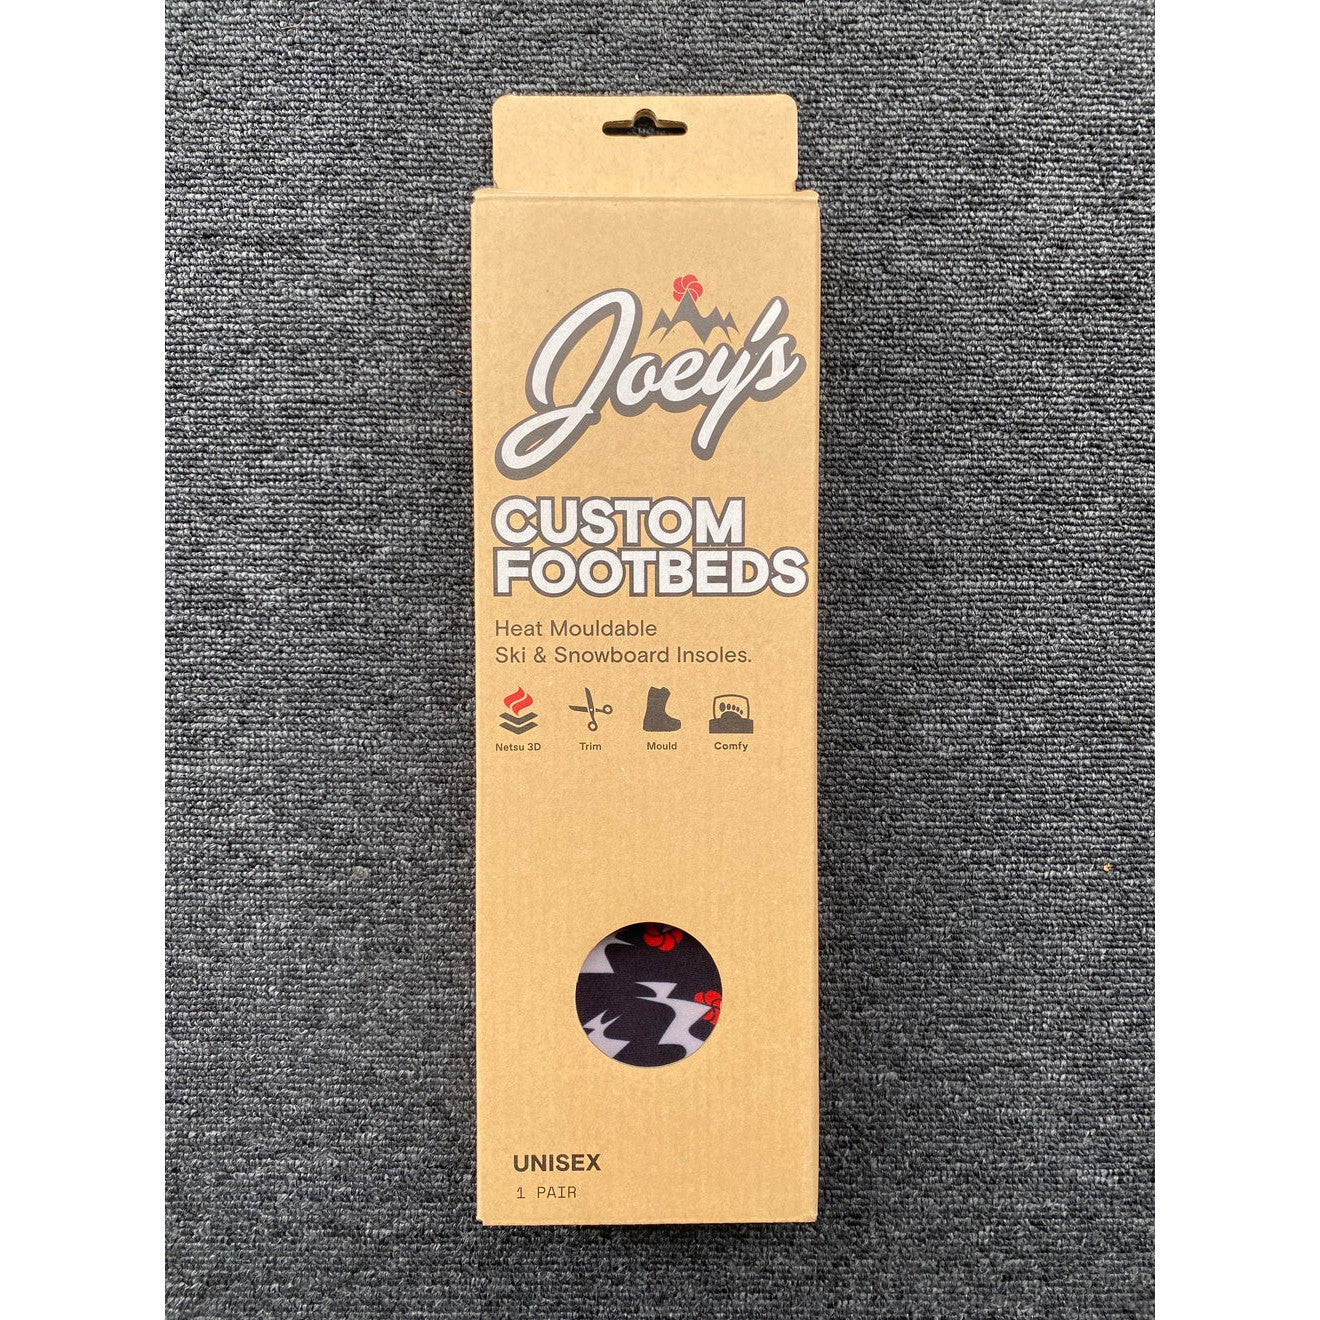 Joey's
CUSTOM
FOOTBEDS
Heat Mouldable
Ski & Snowboard Insoles.
Netsu 3D Trim Mould Comfy
UNISEX
1 PAIR